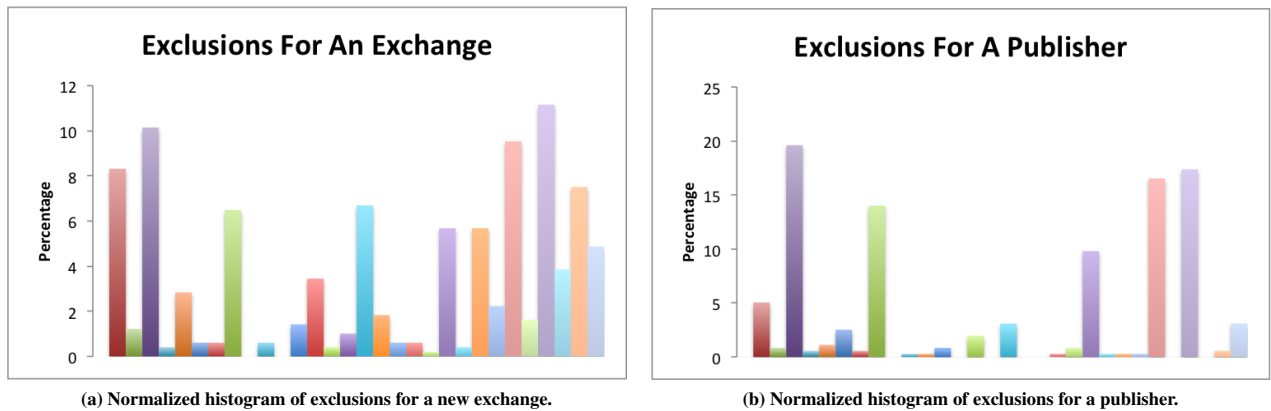 Exclusions For An Exchange
Percentage
12
10
8
6
4
2
0
(a) Normalized histogram of exclusions for a new exchange.
Exclusions For A Publisher
Percentage
25
20
15
10
5
0
(b) Normalized histogram of exclusions for a publisher.